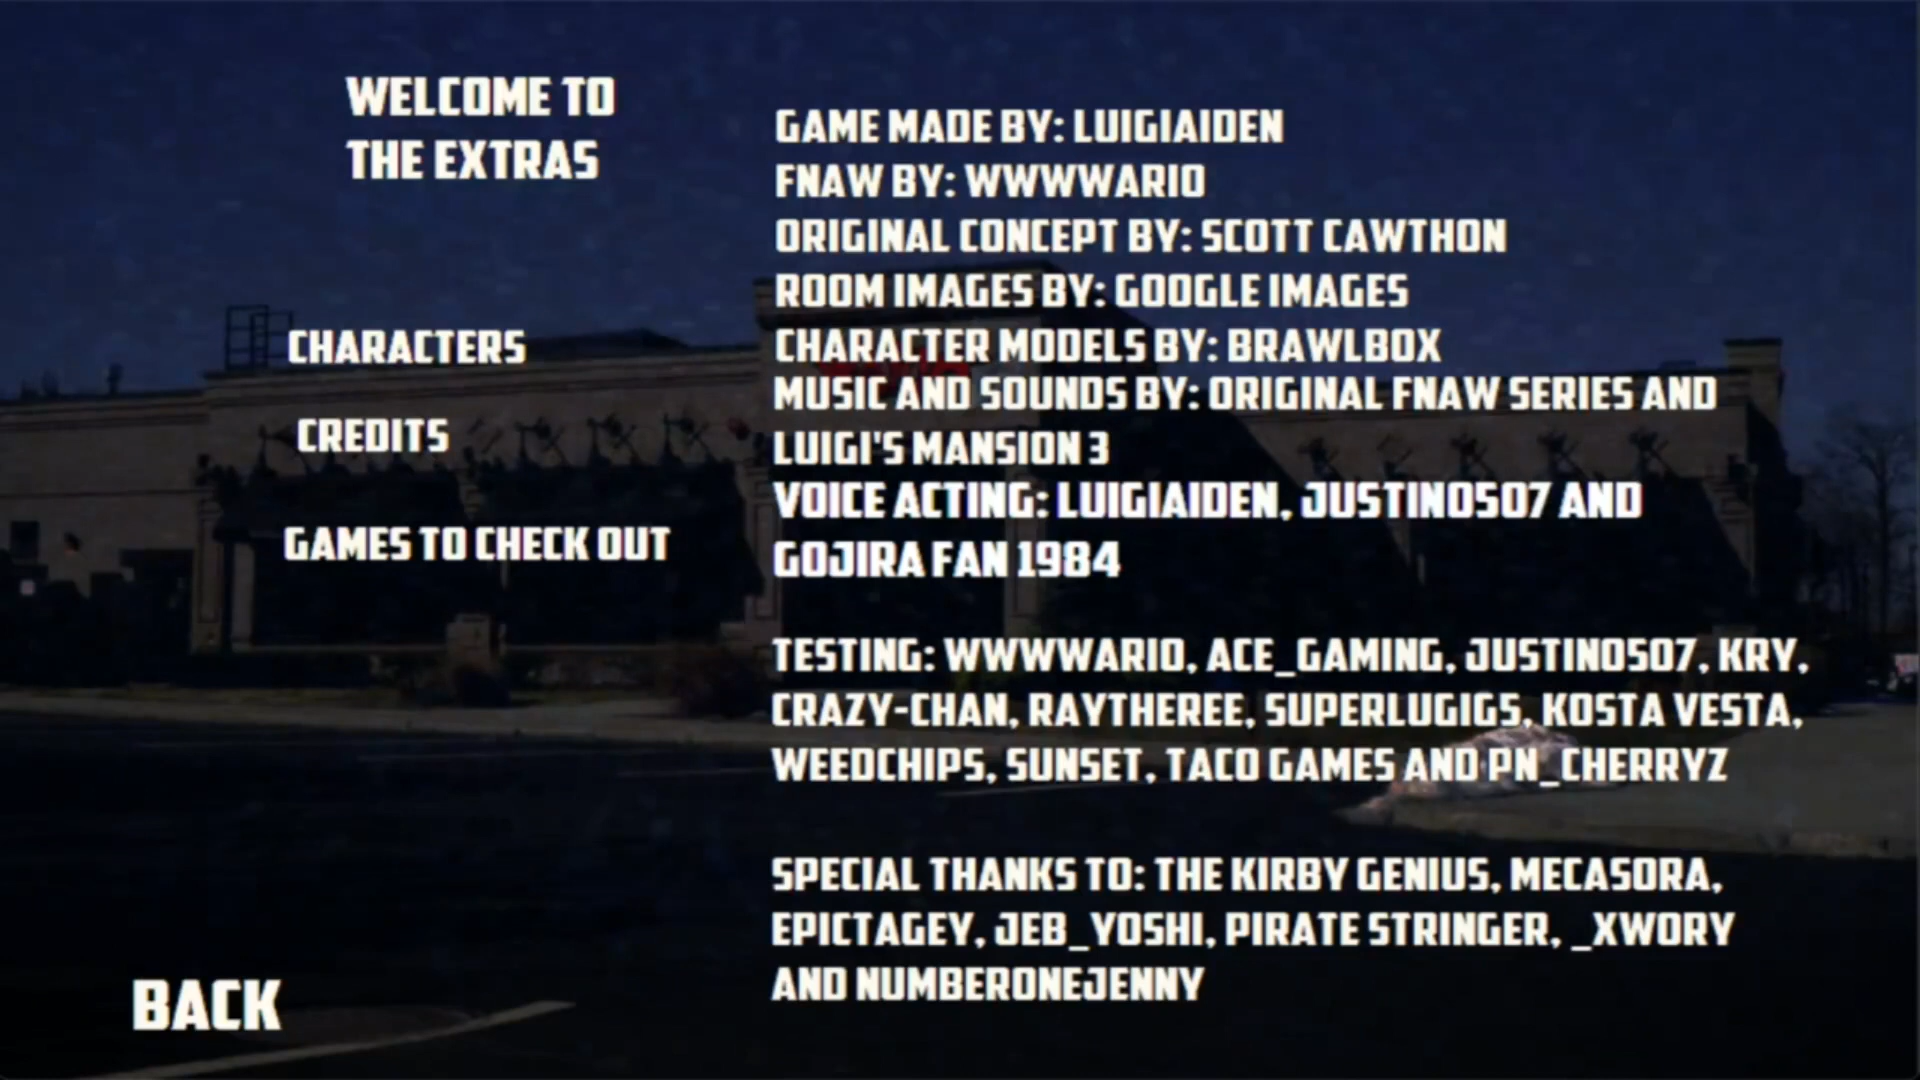 WELCOME TO
THE EXTRAS
CHARACTERS
CREDITS
GAMES TO CHECK OUT
BACK
GAME MADE BY: LUIGIAIDEN
FNAW BY: WWWWARIO
ORIGINAL CONCEPT BY: SCOTT CAWTHON
ROOM IMAGES BY: GOOGLE IMAGES
CHARACTER MODELS BY: BRAWLBOX
MUSIC AND SOUNDS BY: ORIGINAL FNAW SERIES AND
LUIGI'S MANSION 3
VOICE ACTING: LUIGIAIDEN, JUSTIN0507 AND
GOJIRA FAN 1984
TESTING: WWWWARIO, ACE_GAMING, JUSTIN0507, KRY,
CRAZY-CHAN, RAYTHEREE, SUPERLUGIG5, KOSTA VESTA,
WEEDCHIPS, SUNSET, TACO GAMES AND PN_CHERRYZ
SPECIAL THANKS TO: THE KIRBY GENIUS, MECASORA,
EPICTAGEY, JEB_YOSHI, PIRATE STRINGER, _XWORY
AND NUMBERONEJENNY